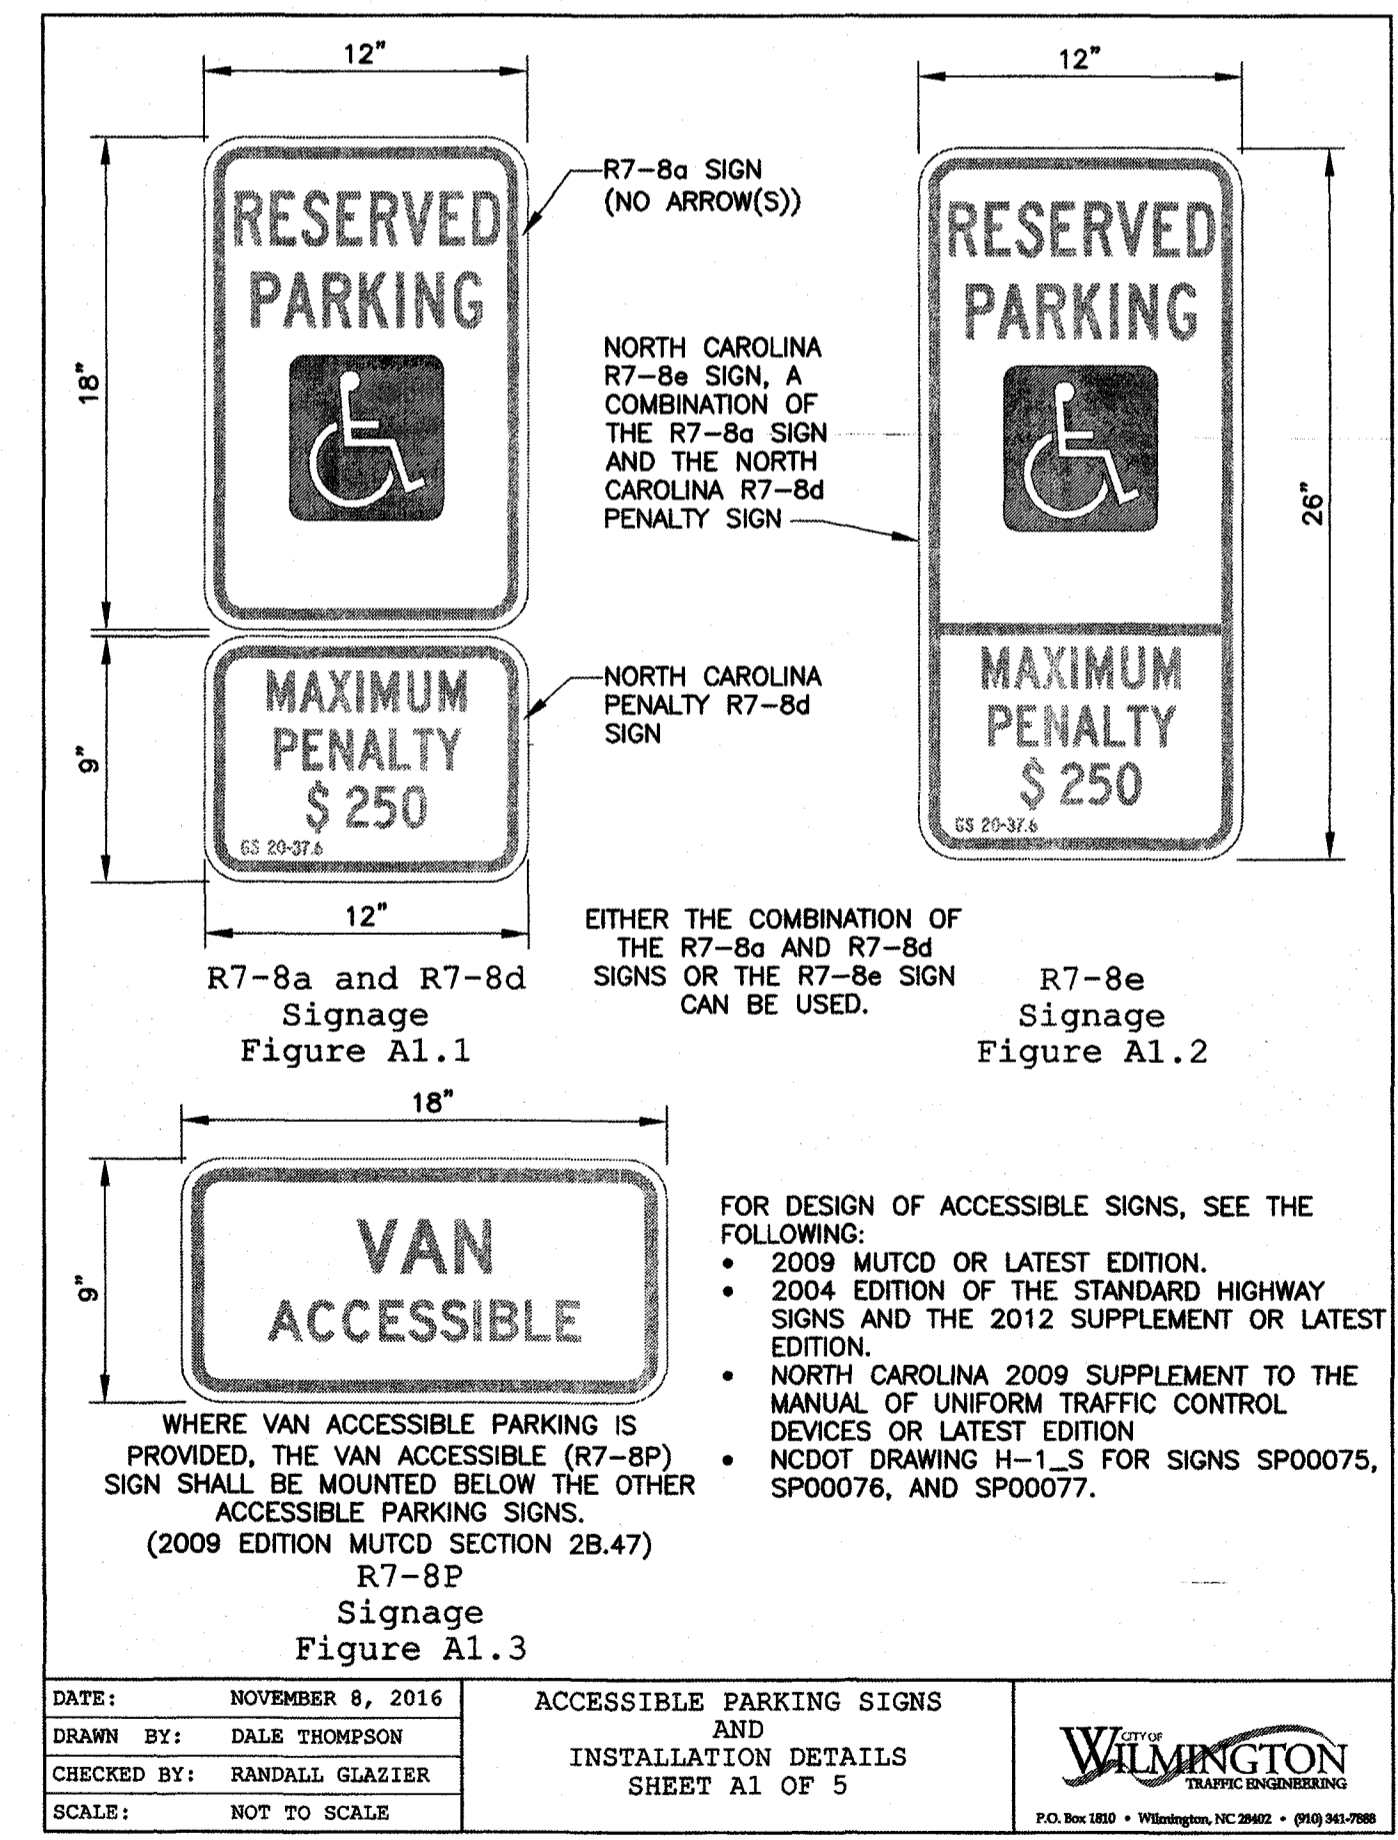 12"
18"
RESERVED
PARKING
R7-8a SIGN
(NO ARROW(S))
9"
MAXIMUM
PENALTY
$ 250
GS 20-37.6
NORTH CAROLINA
PENALTY R7-8d
SIGN
12"
R7-8a and R7-8d
Signage
Figure A1.1
NORTH CAROLINA
R7-8e SIGN, A
COMBINATION OF
THE R7-8a SIGN
AND THE NORTH
CAROLINA R7-8d
PENALTY SIGN
12"
RESERVED
PARKING
26"
MAXIMUM
PENALTY
$ 250
GS 20-37.6
EITHER THE COMBINATION OF
THE R7-8a AND R7-8d
SIGNS OR THE R7-8e SIGN
CAN BE USED.
R7-8e
Signage
Figure A1.2
18"
9"
VAN
ACCESSIBLE
WHERE VAN ACCESSIBLE PARKING IS
PROVIDED, THE VAN ACCESSIBLE (R7-8P)
SIGN SHALL BE MOUNTED BELOW THE OTHER
ACCESSIBLE PARKING SIGNS.
(2009 EDITION MUTCD SECTION 2B.47)
R7-8P
Signage
Figure A1.3
FOR DESIGN OF ACCESSIBLE SIGNS, SEE THE
FOLLOWING:
• 2009 MUTCD OR LATEST EDITION.
• 2004 EDITION OF THE STANDARD HIGHWAY
SIGNS AND THE 2012 SUPPLEMENT OR LATEST
EDITION.
• NORTH CAROLINA 2009 SUPPLEMENT TO THE
MANUAL OF UNIFORM TRAFFIC CONTROL
DEVICES OR LATEST EDITION
• NCDOT DRAWING H-1_S FOR SIGNS SP00075,
SP00076, AND SP00077.
DATE: NOVEMBER 8, 2016
DRAWN BY: DALE THOMPSON
CHECKED BY: RANDALL GLAZIER
SCALE: NOT TO SCALE
ACCESSIBLE PARKING SIGNS
AND
INSTALLATION DETAILS
SHEET A1 OF 5
CITY OF
WILMINGTON
TRAFFIC ENGINEERING
P.O. Box 1810 • Wilmington, NC 28402 • (910) 341-7888